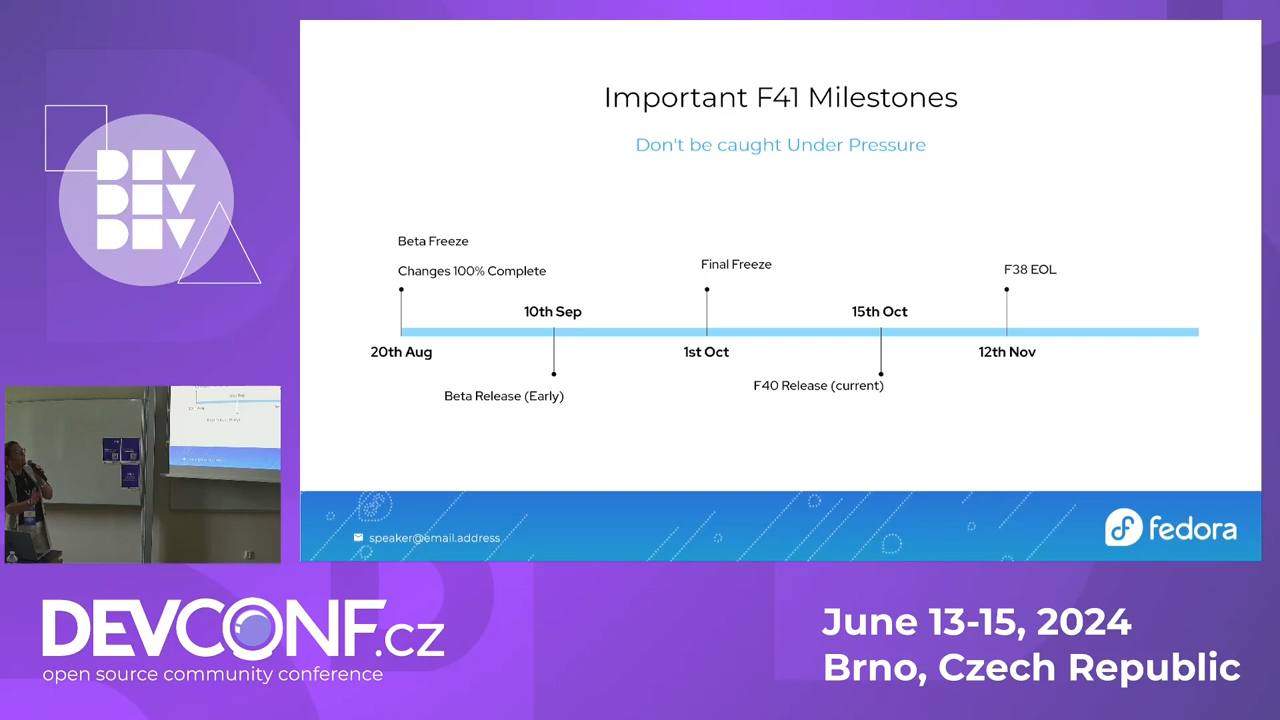 DEV
DEV
DEV
Important F41 Milestones
Don't be caught Under Pressure
Beta Freeze
Changes 100% Complete
Final Freeze
F38 EOL
10th Sep
15th Oct
20th Aug
1st Oct
12th Nov
Beta Release (Early)
F40 Release (current)
speaker@email.address
fedora
DEVCONF.cz
open source community conference
June 13-15, 2024
Brno, Czech Republic